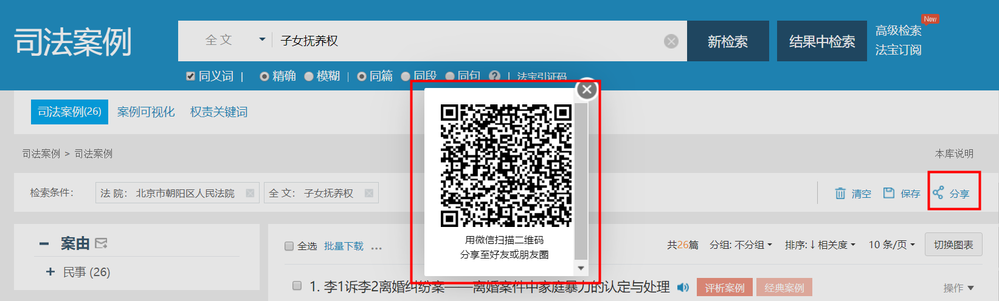 司法案例
全 文
子女抚养权
新检索
结果中检索
高级检索
New
法宝订阅
同义词 | 精确 模糊 | 同篇 同段 同句 ? | 法宝引证码
司法案例(26) 案例可视化 权责关键词
司法案例 > 司法案例
本库说明
检索条件: 法 院: 北京市朝阳区人民法院 全 文: 子女抚养权
清空 保存 分享
用微信扫描二维码
分享至好友或朋友圈
案由
民事 (26)
全选 批量下载 ...
共26篇 分组: 不分组 排序:↓相关度 10 条/页 切换图表
1. 李1诉李2离婚纠纷案——离婚案件中家庭暴力的认定与处理 评析案例 经典案例
操作